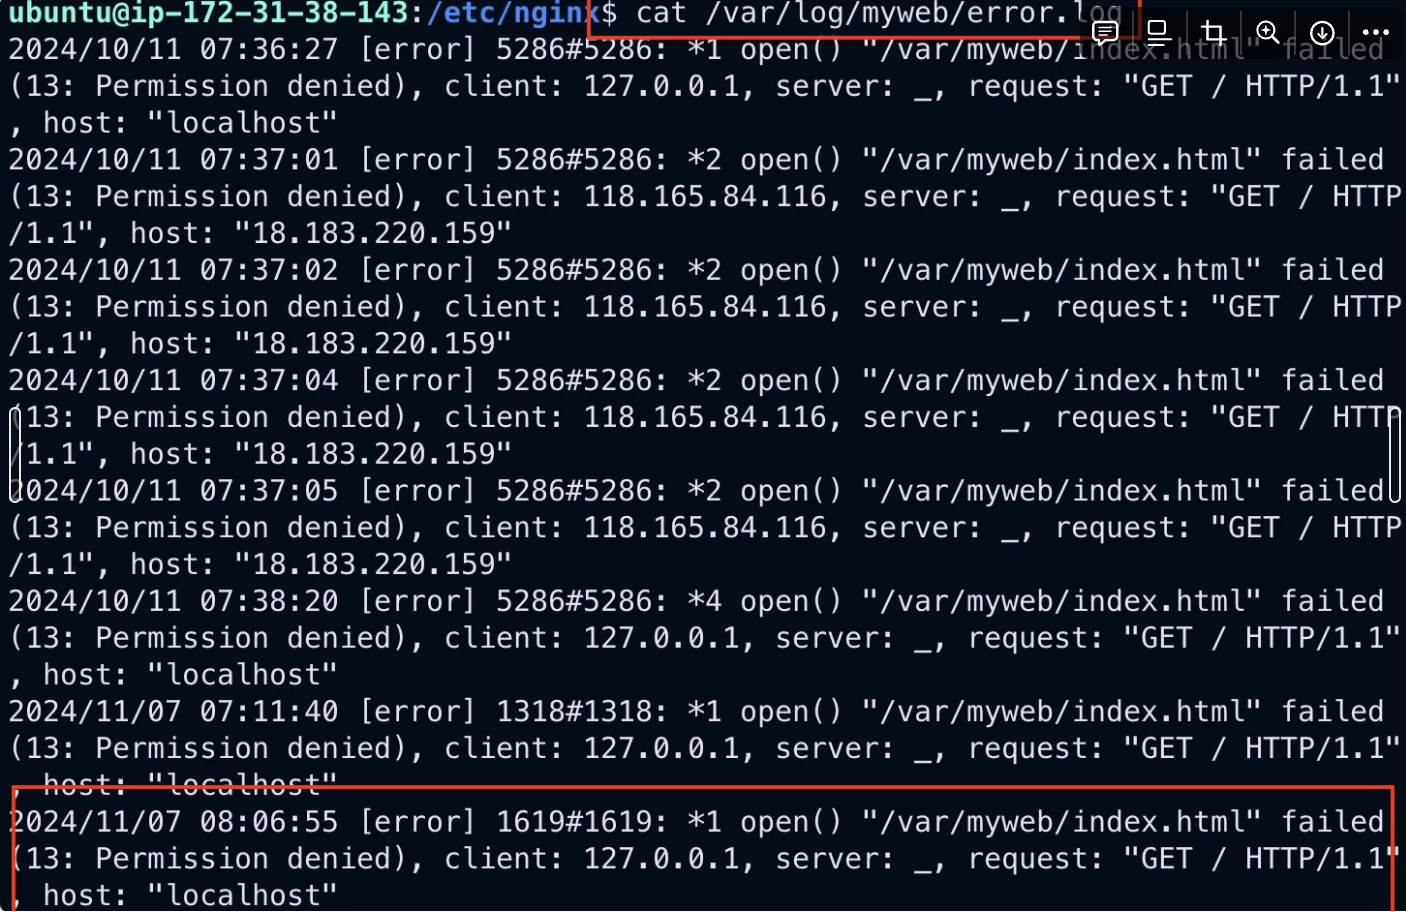 ubuntu@ip-172-31-38-143:/etc/nginx$ cat /var/log/myweb/error.log
2024/10/11 07:36:27 [error] 5286#5286: *1 open() "/var/myweb/index.html" failed
(13: Permission denied), client: 127.0.0.1, server: _, request: "GET / HTTP/1.1"
, host: "localhost"
2024/10/11 07:37:01 [error] 5286#5286: *2 open() "/var/myweb/index.html" failed
(13: Permission denied), client: 118.165.84.116, server: _, request: "GET / HTTP
/1.1", host: "18.183.220.159"
2024/10/11 07:37:02 [error] 5286#5286: *2 open() "/var/myweb/index.html" failed
(13: Permission denied), client: 118.165.84.116, server: _, request: "GET / HTTP
/1.1", host: "18.183.220.159"
2024/10/11 07:37:04 [error] 5286#5286: *2 open() "/var/myweb/index.html" failed
(13: Permission denied), client: 118.165.84.116, server: _, request: "GET / HTTP
/1.1", host: "18.183.220.159"
2024/10/11 07:37:05 [error] 5286#5286: *2 open() "/var/myweb/index.html" failed
(13: Permission denied), client: 118.165.84.116, server: _, request: "GET / HTTP
/1.1", host: "18.183.220.159"
2024/10/11 07:38:20 [error] 5286#5286: *4 open() "/var/myweb/index.html" failed
(13: Permission denied), client: 127.0.0.1, server: _, request: "GET / HTTP/1.1"
, host: "localhost"
2024/11/07 07:11:40 [error] 1318#1318: *1 open() "/var/myweb/index.html" failed
(13: Permission denied), client: 127.0.0.1, server: _, request: "GET / HTTP/1.1"
, host: "localhost"
2024/11/07 08:06:55 [error] 1619#1619: *1 open() "/var/myweb/index.html" failed
(13: Permission denied), client: 127.0.0.1, server: _, request: "GET / HTTP/1.1"
, host: "localhost"